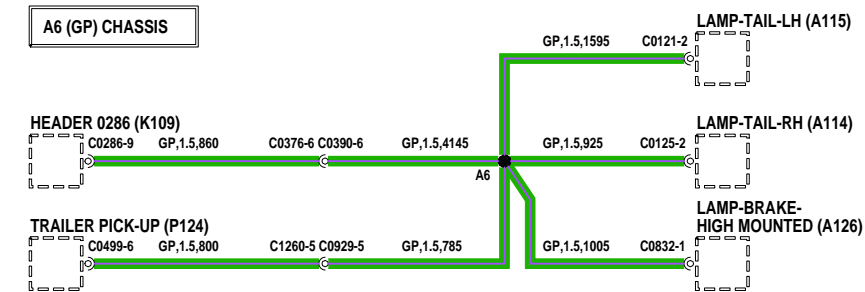 A6 (GP) CHASSIS
LAMP-TAIL-LH (A115)
GP,1.5,1595 C0121-2
HEADER 0286 (K109)
LAMP-TAIL-RH (A114)
C0286-9 GP,1.5,860 C0376-6 C0390-6 GP,1.5,4145 GP,1.5,925 C0125-2
A6
LAMP-BRAKE-
HIGH MOUNTED (A126)
TRAILER PICK-UP (P124)
C0499-6 GP,1.5,800 C1260-5 C0929-5 GP,1.5,785 GP,1.5,1005 C0832-1